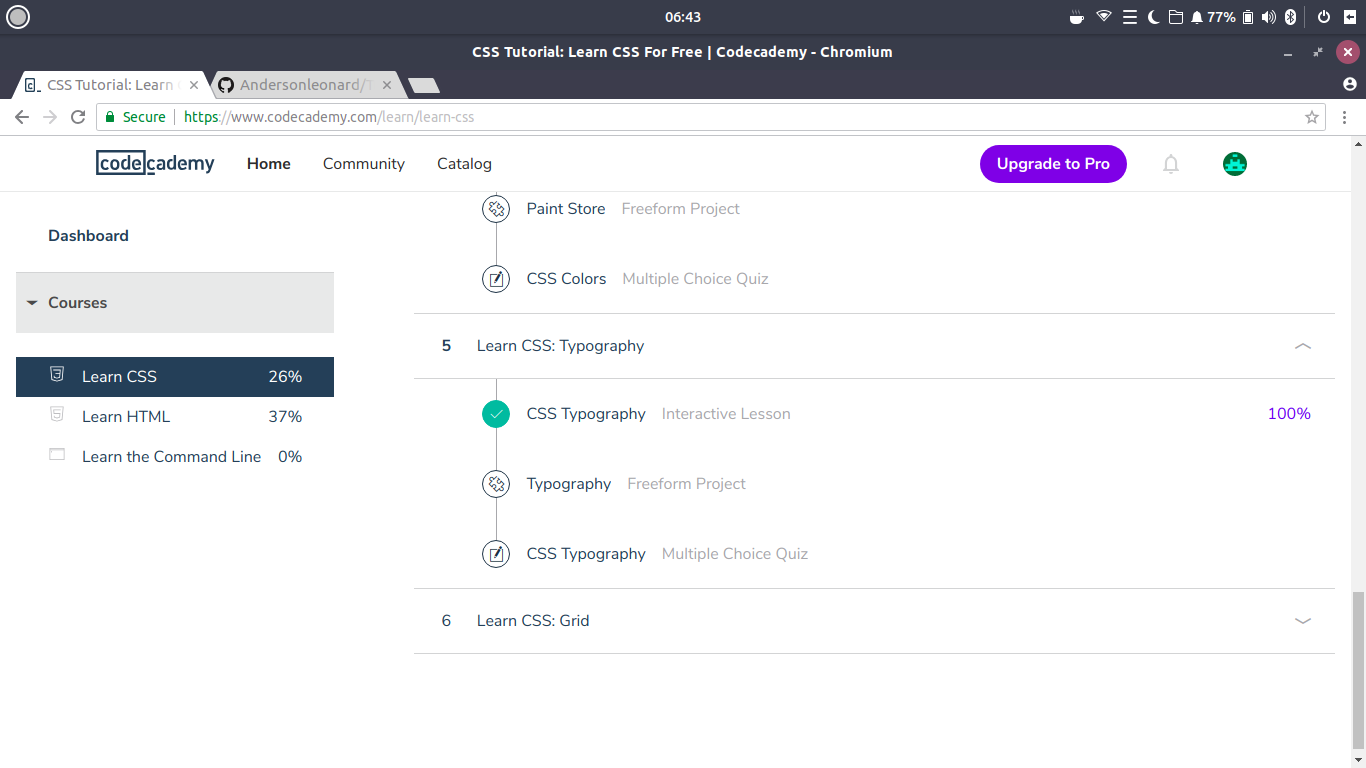 06:43 77%
CSS Tutorial: Learn CSS For Free | Codecademy - Chromium
CSS Tutorial: Learn Andersonleonard/
Secure https://www.codecademy.com/learn/learn-css
codecademy Home Community Catalog Upgrade to Pro
Paint Store Freeform Project
Dashboard
CSS Colors Multiple Choice Quiz
Courses
5 Learn CSS: Typography
Learn CSS 26%
CSS Typography Interactive Lesson 100%
Learn HTML 37%
Learn the Command Line 0%
Typography Freeform Project
CSS Typography Multiple Choice Quiz
6 Learn CSS: Grid